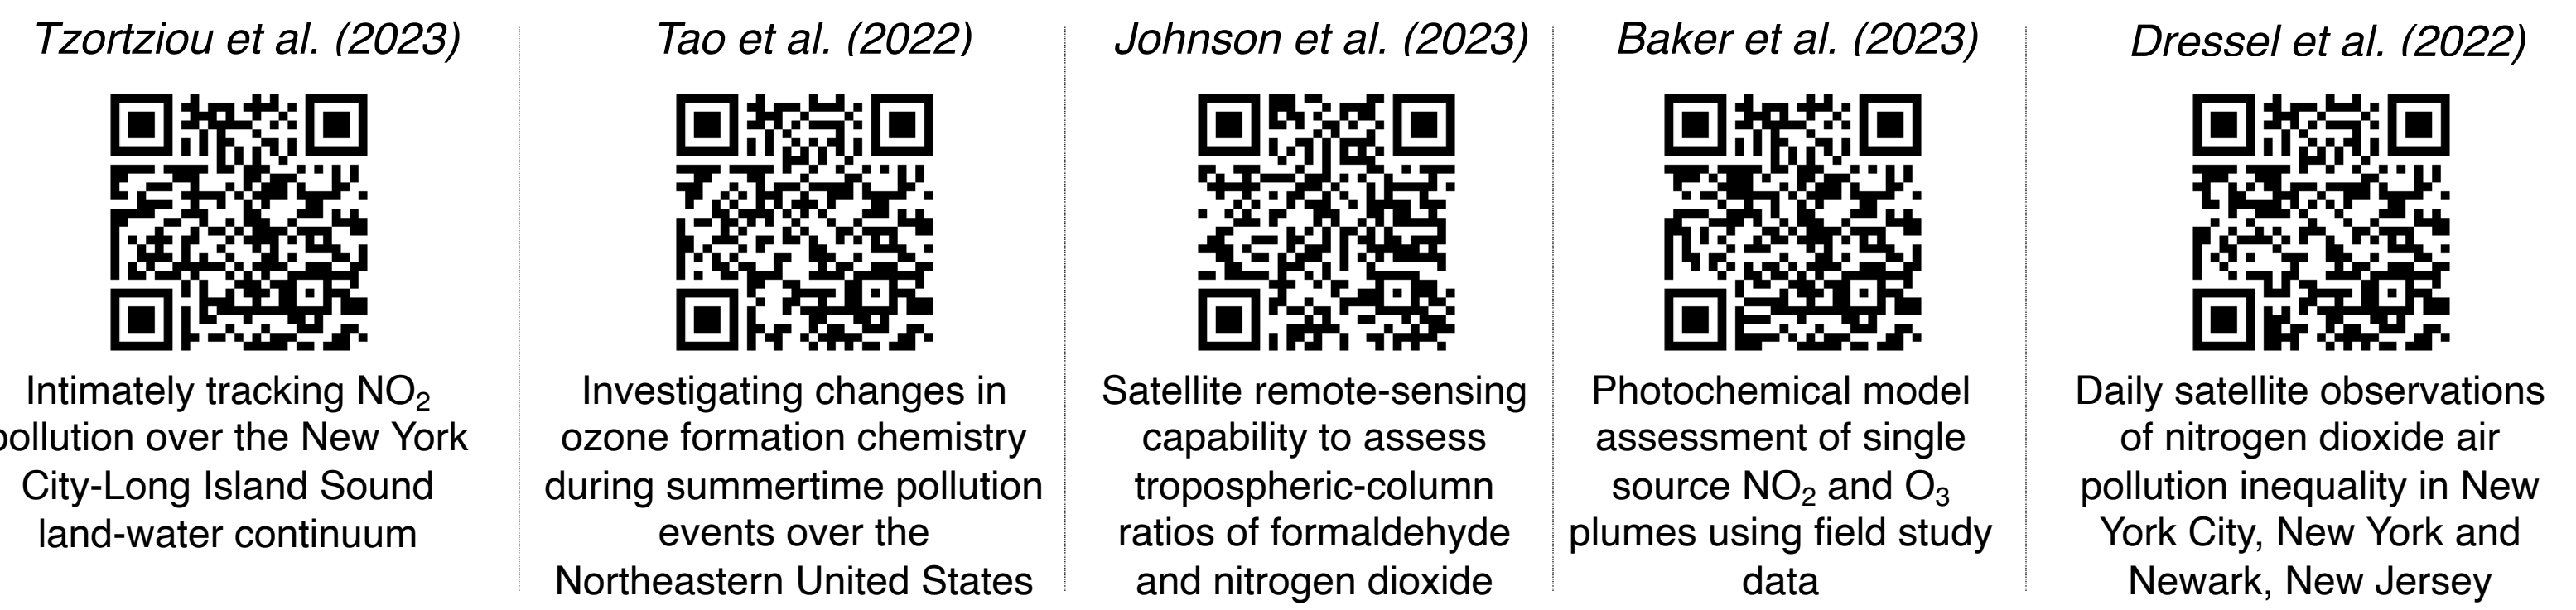 Tzortziou et al. (2023)
Intimately tracking NO₂
pollution over the New York
City-Long Island Sound
land-water continuum
Tao et al. (2022)
Investigating changes in
ozone formation chemistry
during summertime pollution
events over the
Northeastern United States
Johnson et al. (2023)
Satellite remote-sensing
capability to assess
tropospheric-column
ratios of formaldehyde
and nitrogen dioxide
Baker et al. (2023)
Photochemical model
assessment of single
source NO₂ and O₃
plumes using field study
data
Dressel et al. (2022)
Daily satellite observations
of nitrogen dioxide air
pollution inequality in New
York City, New York and
Newark, New Jersey